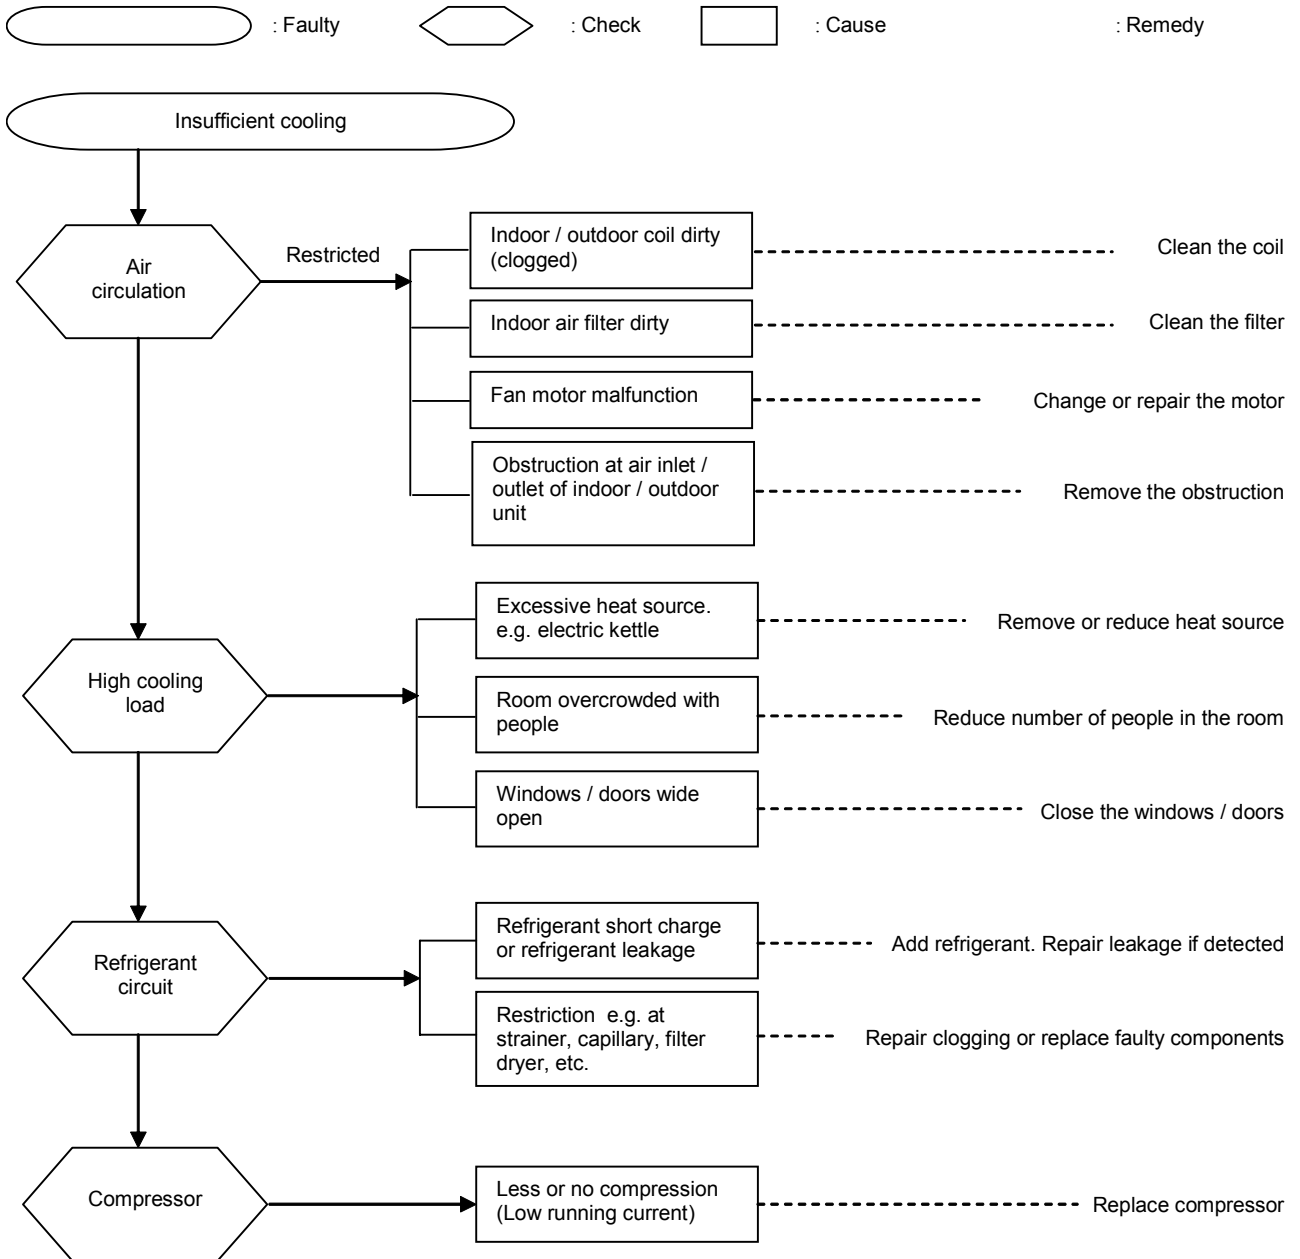 : Faulty
: Check
: Cause
: Remedy
Insufficient cooling
Air
circulation
Restricted
Indoor / outdoor coil dirty
(clogged)
Clean the coil
Indoor air filter dirty
Clean the filter
Fan motor malfunction
Change or repair the motor
Obstruction at air inlet /
outlet of indoor / outdoor
unit
Remove the obstruction
High cooling
load
Excessive heat source.
e.g. electric kettle
Remove or reduce heat source
Room overcrowded with
people
Reduce number of people in the room
Windows / doors wide
open
Close the windows / doors
Refrigerant
circuit
Refrigerant short charge
or refrigerant leakage
Add refrigerant. Repair leakage if detected
Restriction e.g. at
strainer, capillary, filter
dryer, etc.
Repair clogging or replace faulty components
Compressor
Less or no compression
(Low running current)
Replace compressor